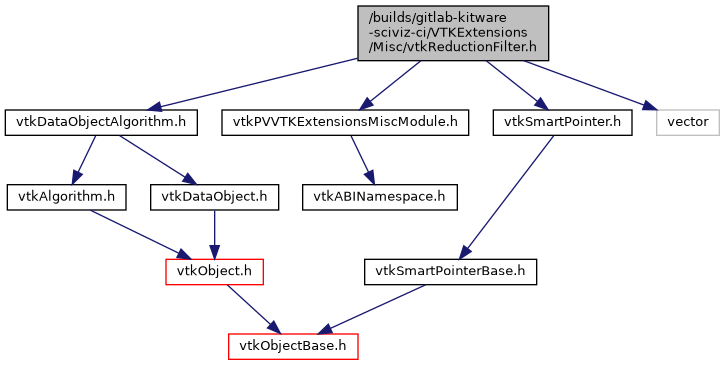 /builds/gitlab-kitware
-sciviz-ci/VTKExtensions
/Misc/vtkReductionFilter.h
vtkDataObjectAlgorithm.h
vtkPVVTKExtensionsMiscModule.h
vtkSmartPointer.h
vector
vtkAlgorithm.h
vtkDataObject.h
vtkABINamespace.h
vtkObject.h
vtkSmartPointerBase.h
vtkObjectBase.h